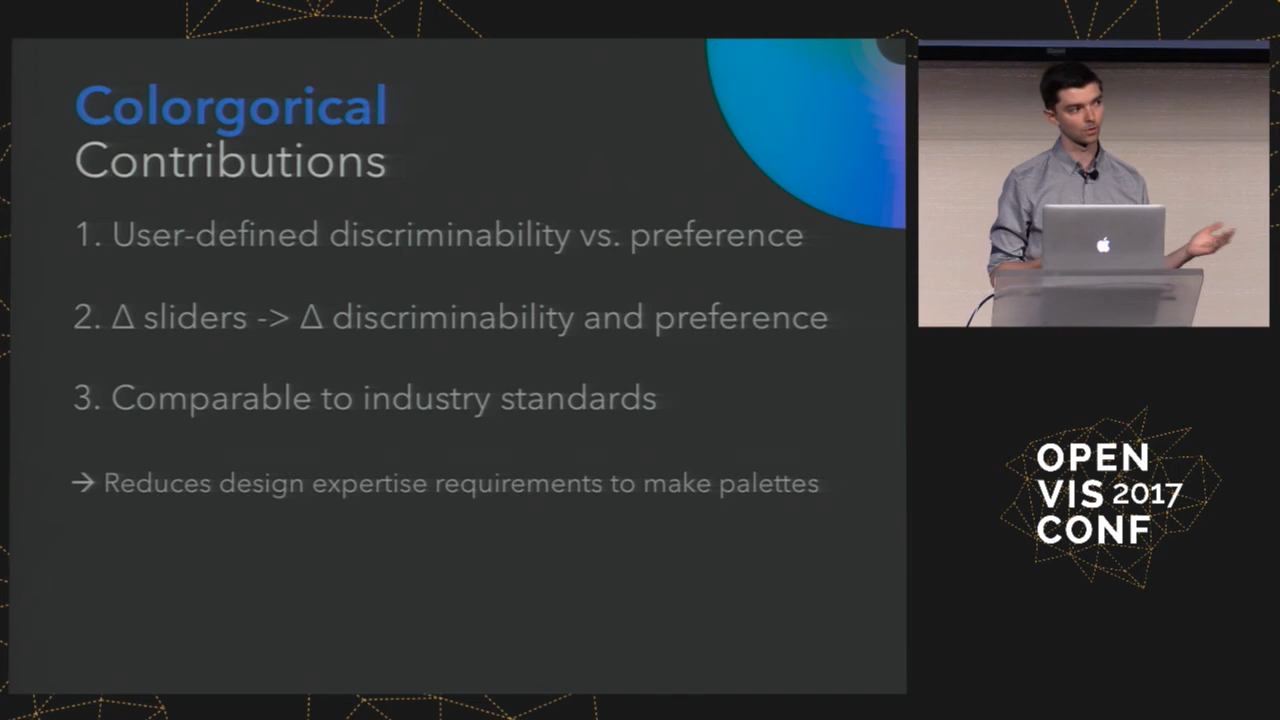 Colorgorical
Contributions
1. User-defined discriminability vs. preference
2. Δ sliders -> Δ discriminability and preference
3. Comparable to industry standards
→ Reduces design expertise requirements to make palettes
OPEN
VIS 2017
CONF